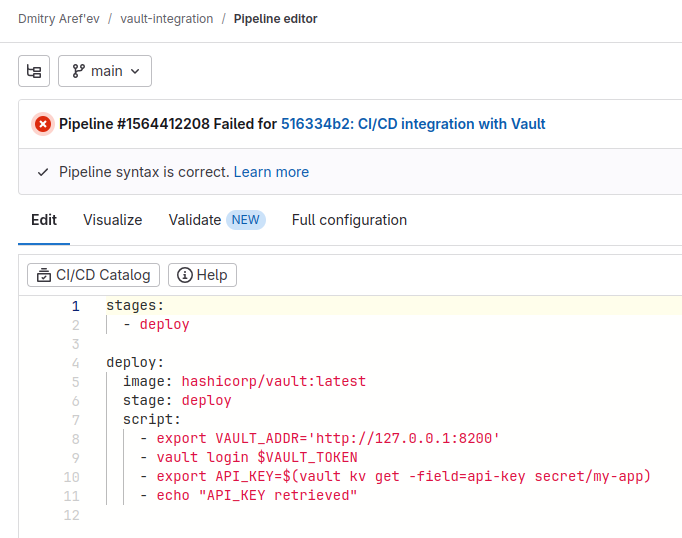 Dmitry Aref'ev / vault-integration / Pipeline editor
main
Pipeline #1564412208 Failed for 516334b2: CI/CD integration with Vault
Pipeline syntax is correct. Learn more
Edit Visualize Validate NEW Full configuration
CI/CD Catalog Help
1 stages:
2   - deploy
3
4 deploy:
5   image: hashicorp/vault:latest
6   stage: deploy
7   script:
8     - export VAULT_ADDR='http://127.0.0.1:8200'
9     - vault login $VAULT_TOKEN
10     - export API_KEY=$(vault kv get -field=api-key secret/my-app)
11     - echo "API_KEY retrieved"
12